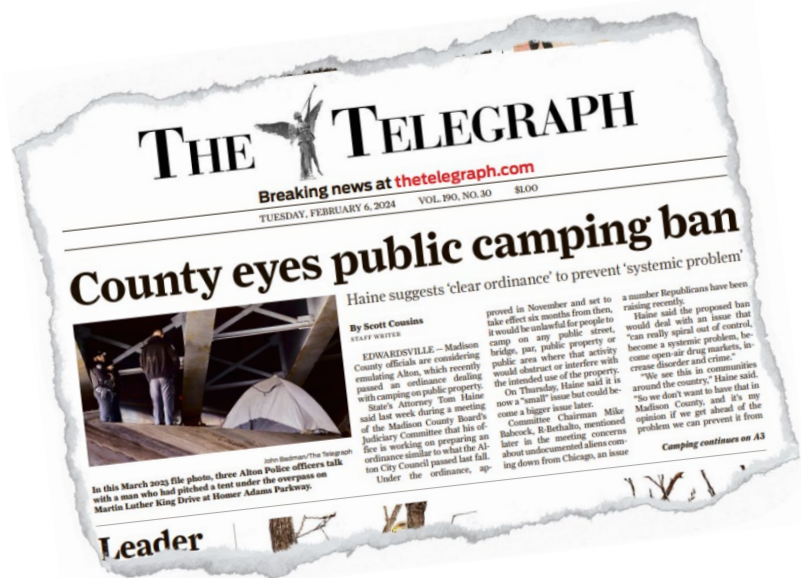 THE TELEGRAPH
Breaking news at thetelegraph.com
TUESDAY, FEBRUARY 6, 2024 VOL. 190, NO. 30 $1.00
County eyes public camping ban
Haine suggests ‘clear ordinance’ to prevent ‘systemic problem’
John Badman/The Telegraph
In this March 2023 file photo, three Alton Police officers talk
with a man who had pitched a tent under the overpass on
Martin Luther King Drive at Homer Adams Parkway.
By Scott Cousins
STAFF WRITER
EDWARDSVILLE — Madison
County officials are considering
emulating Alton, which recently
passed an ordinance dealing
with camping on public property.
State’s Attorney Tom Haine
said last week during a meeting
of the Madison County Board’s
Judiciary Committee that his of-
fice is working on preparing an
ordinance similar to what the Al-
ton City Council passed last fall.
Under the ordinance, ap-
proved in November and set to
take effect six months from then,
it would be unlawful for people to
camp on any public street,
bridge, par, public property or
public area where that activity
would obstruct or interfere with
the intended use of the property.
On Thursday, Haine said it is
now a “small” issue but could be-
come a bigger issue later.
Committee Chairman Mike
Babcock, R-Bethalto, mentioned
later in the meeting concerns
about undocumented aliens com-
ing down from Chicago, an issue
a number Republicans have been
raising recently.
Haine said the proposed ban
would deal with an issue that
“can really spiral out of control,
become a systemic problem, be-
come open-air drug markets, in-
crease disorder and crime.”
“We see this in communities
around the country,” Haine said.
“So we don’t want to have that in
Madison County, and it’s my
opinion if we get ahead of the
problem we can prevent it from
Camping continues on A3
Leader